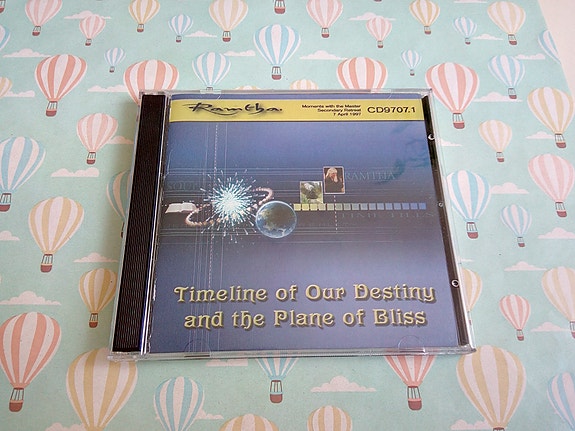 Ramtha
Moments with the Master
Secondary Retreat
7 April 1997
CD9707.1
RAMTHA
Timeline of Our Destiny
and the Plane of Bliss